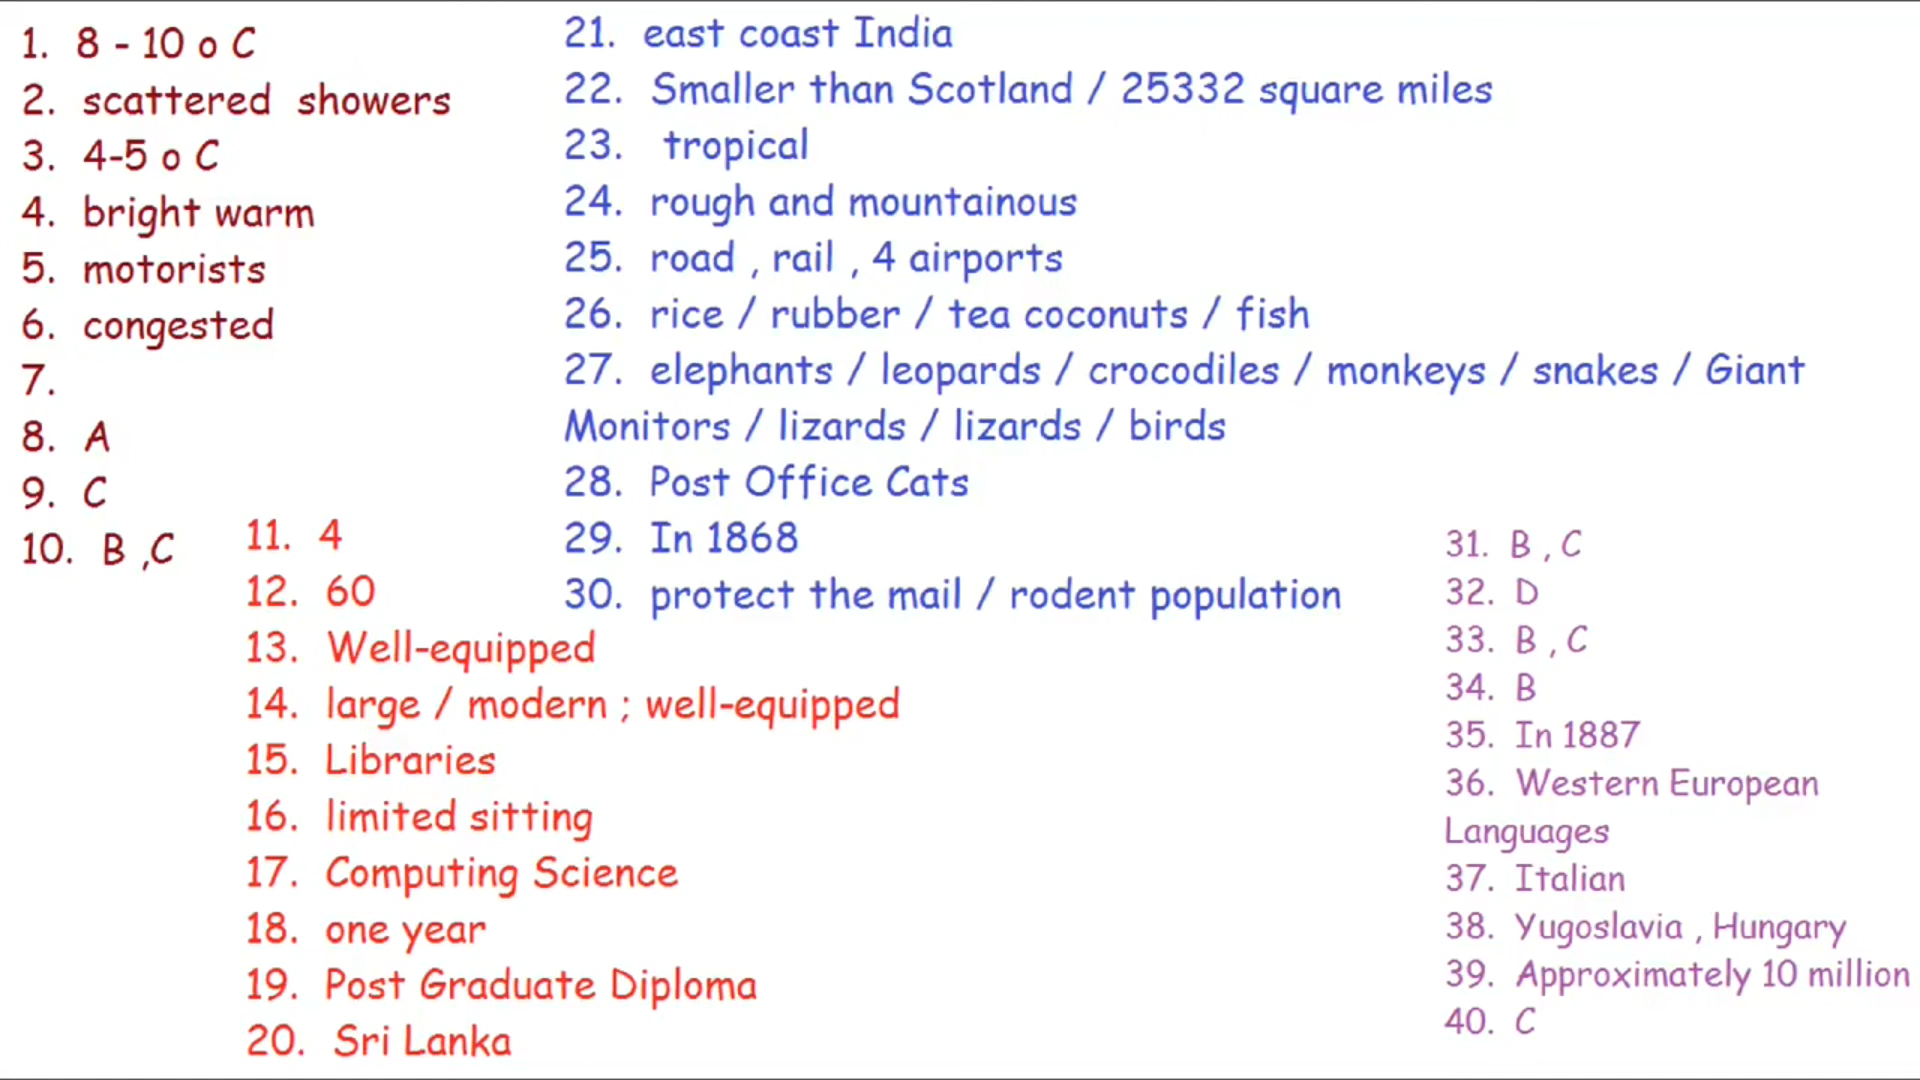 1. 8 - 10 o C
2. scattered showers
3. 4-5 o C
4. bright warm
5. motorists
6. congested
7.
8. A
9. C
10. B ,C
11. 4
12. 60
13. Well-equipped
14. large / modern ; well-equipped
15. Libraries
16. limited sitting
17. Computing Science
18. one year
19. Post Graduate Diploma
20. Sri Lanka
21. east coast India
22. Smaller than Scotland / 25332 square miles
23. tropical
24. rough and mountainous
25. road , rail , 4 airports
26. rice / rubber / tea coconuts / fish
27. elephants / leopards / crocodiles / monkeys / snakes / Giant
Monitors / lizards / lizards / birds
28. Post Office Cats
29. In 1868
30. protect the mail / rodent population
31. B , C
32. D
33. B , C
34. B
35. In 1887
36. Western European
Languages
37. Italian
38. Yugoslavia , Hungary
39. Approximately 10 million
40. C